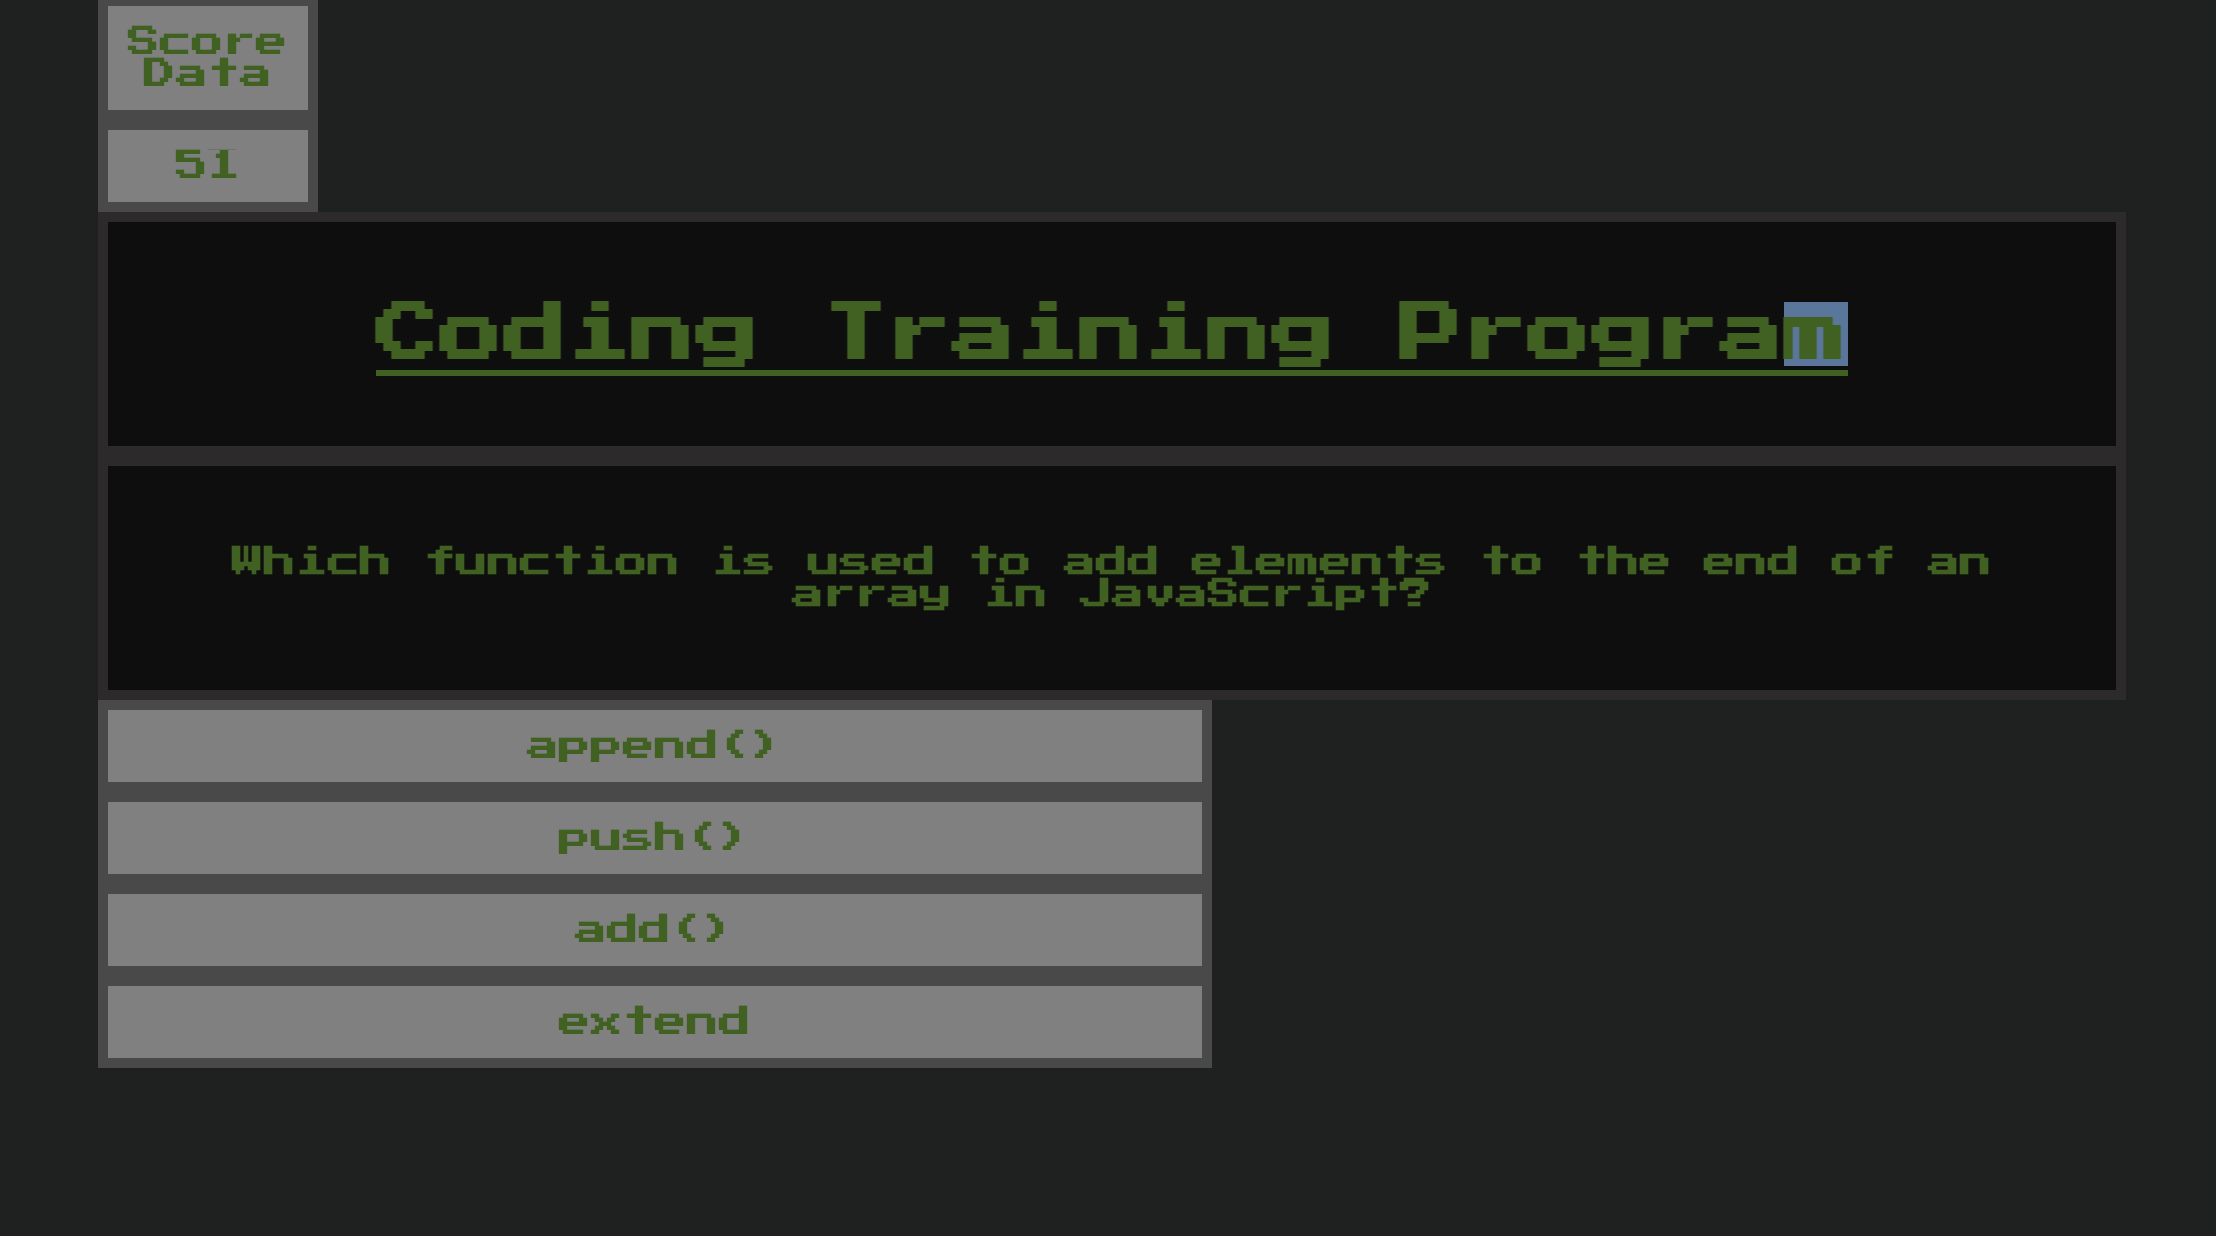 Score
Data
51
Coding Training Program
Which function is used to add elements to the end of an
array in JavaScript?
append()
push()
add()
extend